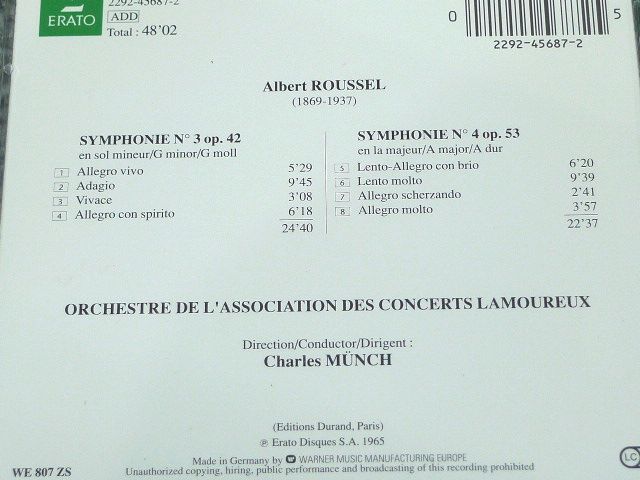 2292-45687-2
ERATO
ADD
Total : 48'02
0
5
2292-45687-2
Albert ROUSSEL
(1869-1937)
SYMPHONIE N° 3 op. 42
en sol mineur/G minor/G moll
1 Allegro vivo 5'29
2 Adagio 9'45
3 Vivace 3'08
4 Allegro con spirito 6'18
24'40
SYMPHONIE N° 4 op. 53
en la majeur/A major/A dur
5 Lento-Allegro con brio 6'20
6 Lento molto 9'39
7 Allegro scherzando 2'41
8 Allegro molto 3'57
22'37
ORCHESTRE DE L'ASSOCIATION DES CONCERTS LAMOUREUX
Direction/Conductor/Dirigent :
Charles MÜNCH
(Editions Durand, Paris)
℗ Erato Disques S.A. 1965
Made in Germany by WARNER MUSIC MANUFACTURING EUROPE
WE 807 ZS
Unauthorized copying, hiring, public performance and broadcasting of this recording prohibited
LC